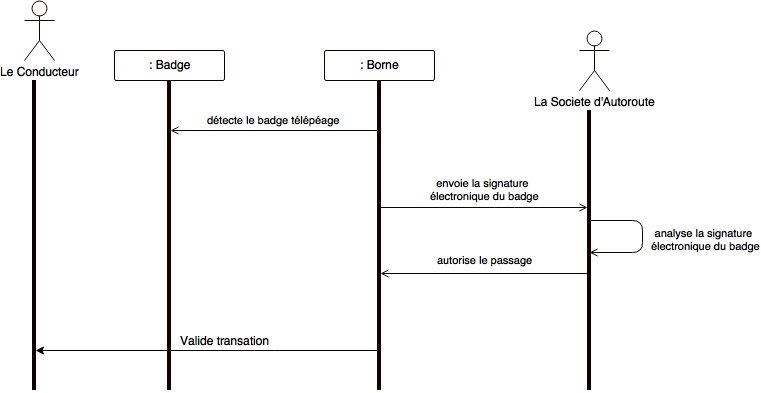 Le Conducteur
: Badge
: Borne
La Societe d'Autoroute
détecte le badge télépéage
envoie la signature
électronique du badge
analyse la signature
électronique du badge
autorise le passage
Valide transation